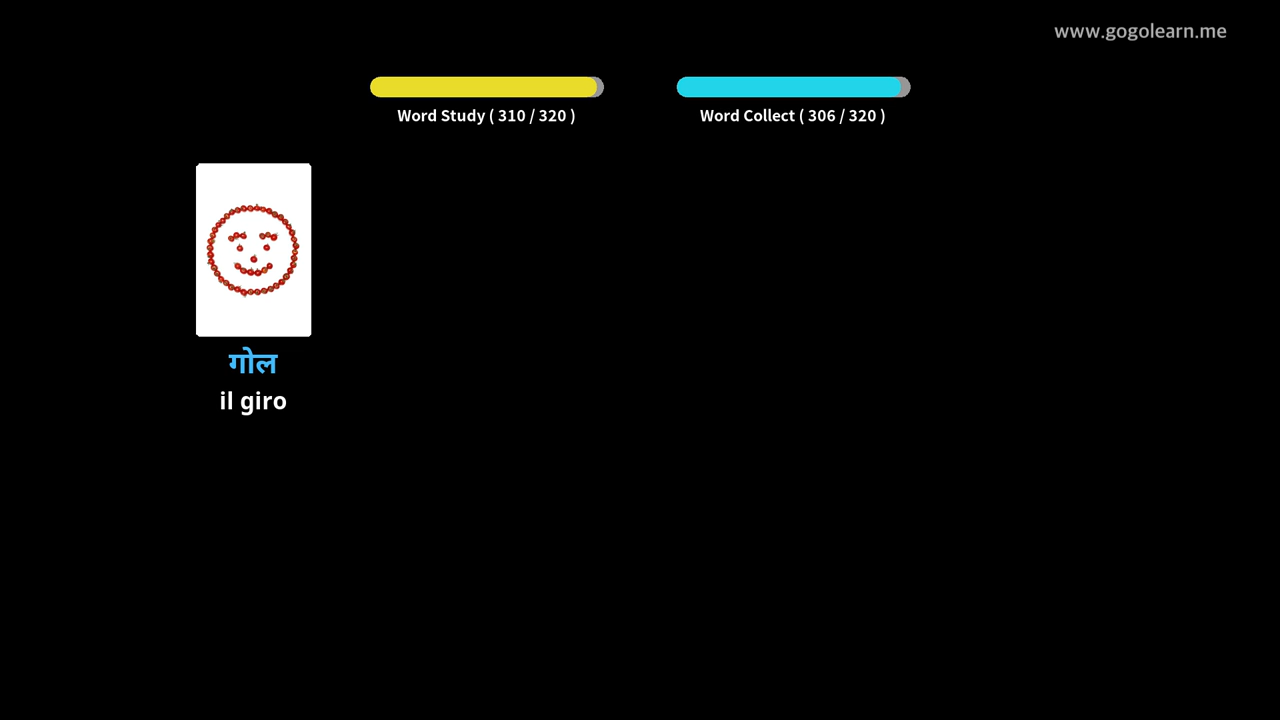 www.gogolearn.me
Word Study ( 310 / 320 )
Word Collect ( 306 / 320 )
गोल
il giro